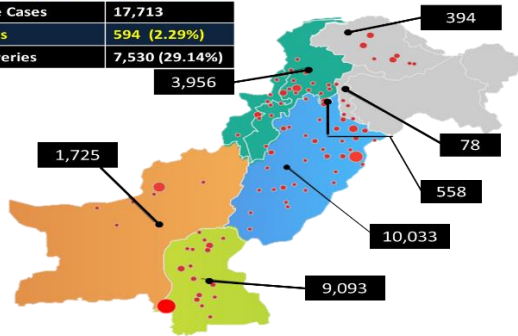 e Cases 17,713
s 594 (2.29%)
eries 7,530 (29.14%)
394
3,956
78
1,725
558
10,033
9,093